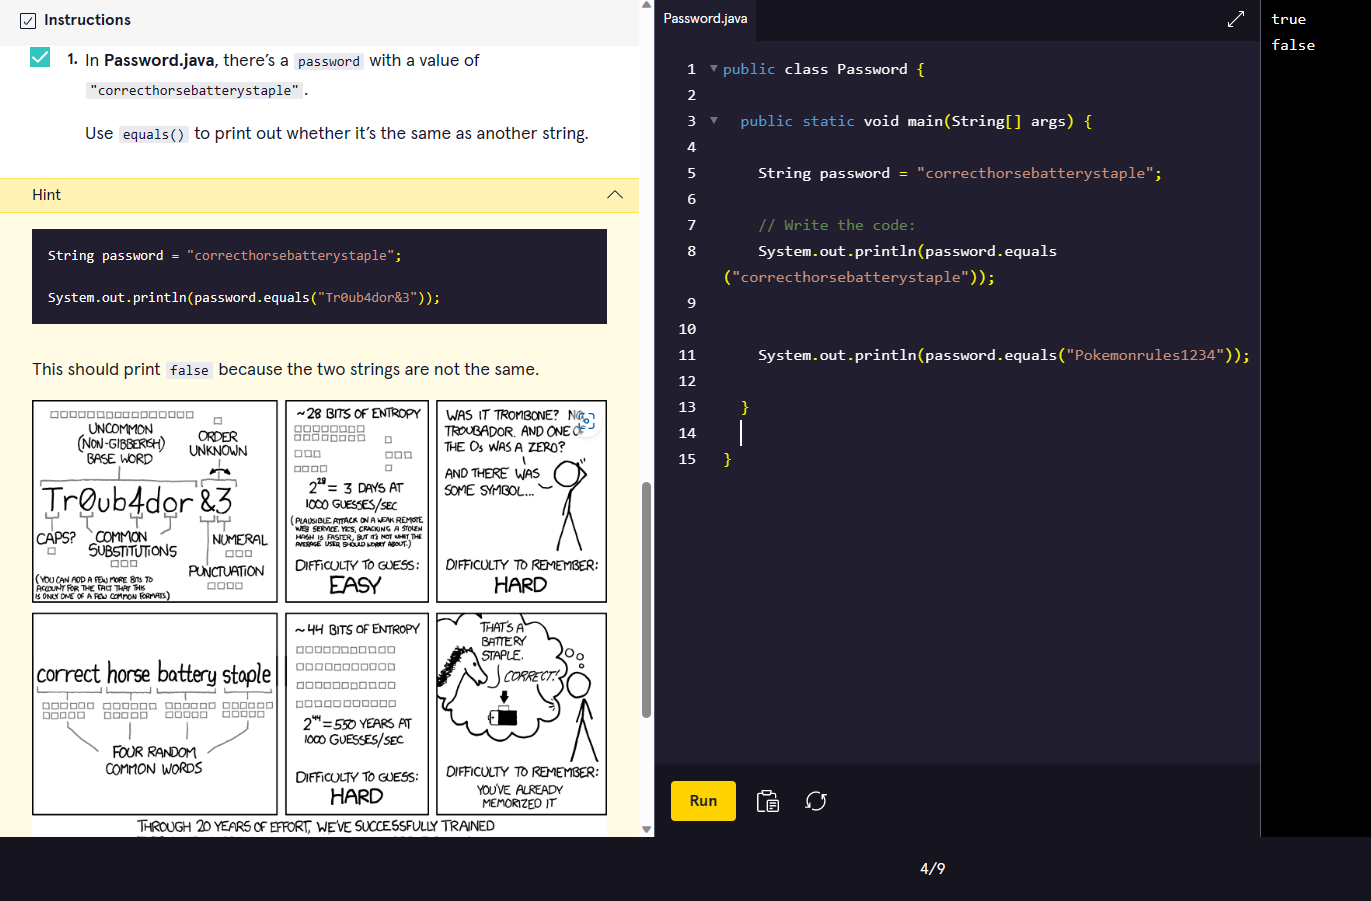 Instructions
1. In Password.java, there's a password with a value of
"correcthorsebatterystaple".
Use equals() to print out whether it's the same as another string.
Hint
String password = "correcthorsebatterystaple";
System.out.println(password.equals("Tr0ub4dor&3"));
This should print false because the two strings are not the same.
UNCOMMON
(NON-GIBBERISH)
BASE WORD
ORDER
UNKNOWN
Tr0ub4dor &3
CAPS?
COMMON
SUBSTITUTIONS
NUMERAL
PUNCTUATION
(YOU CAN ADD A FEW MORE BITS TO
ACCOUNT FOR THE FACT THAT THIS
IS ONLY ONE OF A FEW COMMON FORMATS.)
~28 BITS OF ENTROPY
2^28 = 3 DAYS AT
1000 GUESSES/SEC
(PLAUSIBLE ATTACK ON A WEAK REMOTE
WEB SERVICE. YES, CRACKING A STOLEN
HASH IS FASTER, BUT IT'S NOT WHAT THE
AVERAGE USER SHOULD WORRY ABOUT.)
DIFFICULTY TO GUESS:
EASY
WAS IT TROMBONE? NO,
TROUBADOR. AND ONE OF
THE Os WAS A ZERO?
AND THERE WAS
SOME SYMBOL...
DIFFICULTY TO REMEMBER:
HARD
correct horse battery staple
FOUR RANDOM
COMMON WORDS
~44 BITS OF ENTROPY
2^44 = 550 YEARS AT
1000 GUESSES/SEC
DIFFICULTY TO GUESS:
HARD
THAT'S A
BATTERY
STAPLE.
CORRECT!
DIFFICULTY TO REMEMBER:
YOU'VE ALREADY
MEMORIZED IT
THROUGH 20 YEARS OF EFFORT, WE'VE SUCCESSFULLY TRAINED
Password.java
1 public class Password {
2
3 public static void main(String[] args) {
4
5 String password = "correcthorsebatterystaple";
6
7 // Write the code:
8 System.out.println(password.equals
("correcthorsebatterystaple"));
9
10
11 System.out.println(password.equals("Pokemonrules1234"));
12
13 }
14
15 }
Run
true
false
4/9